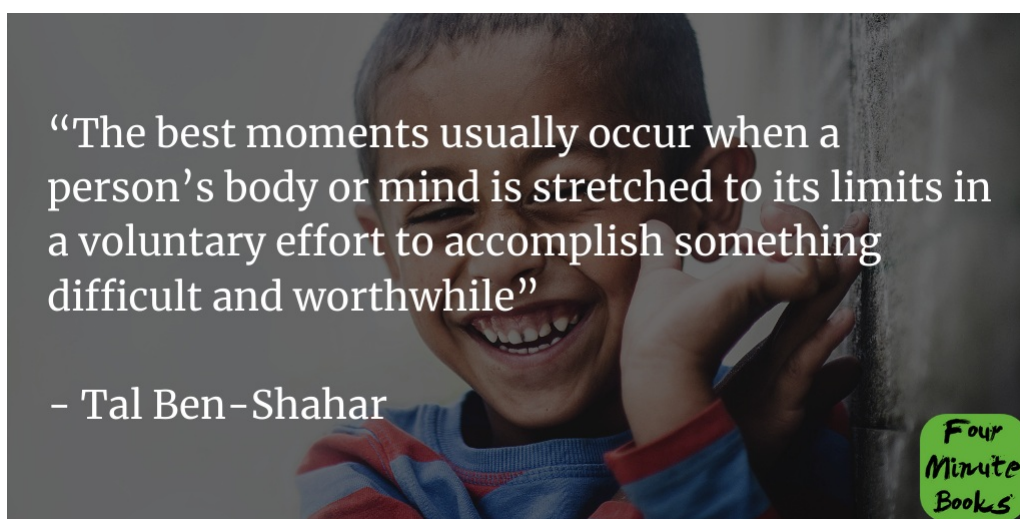 “The best moments usually occur when a
person’s body or mind is stretched to its limits in
a voluntary effort to accomplish something
difficult and worthwhile”
- Tal Ben-Shahar
Four
Minute
Books